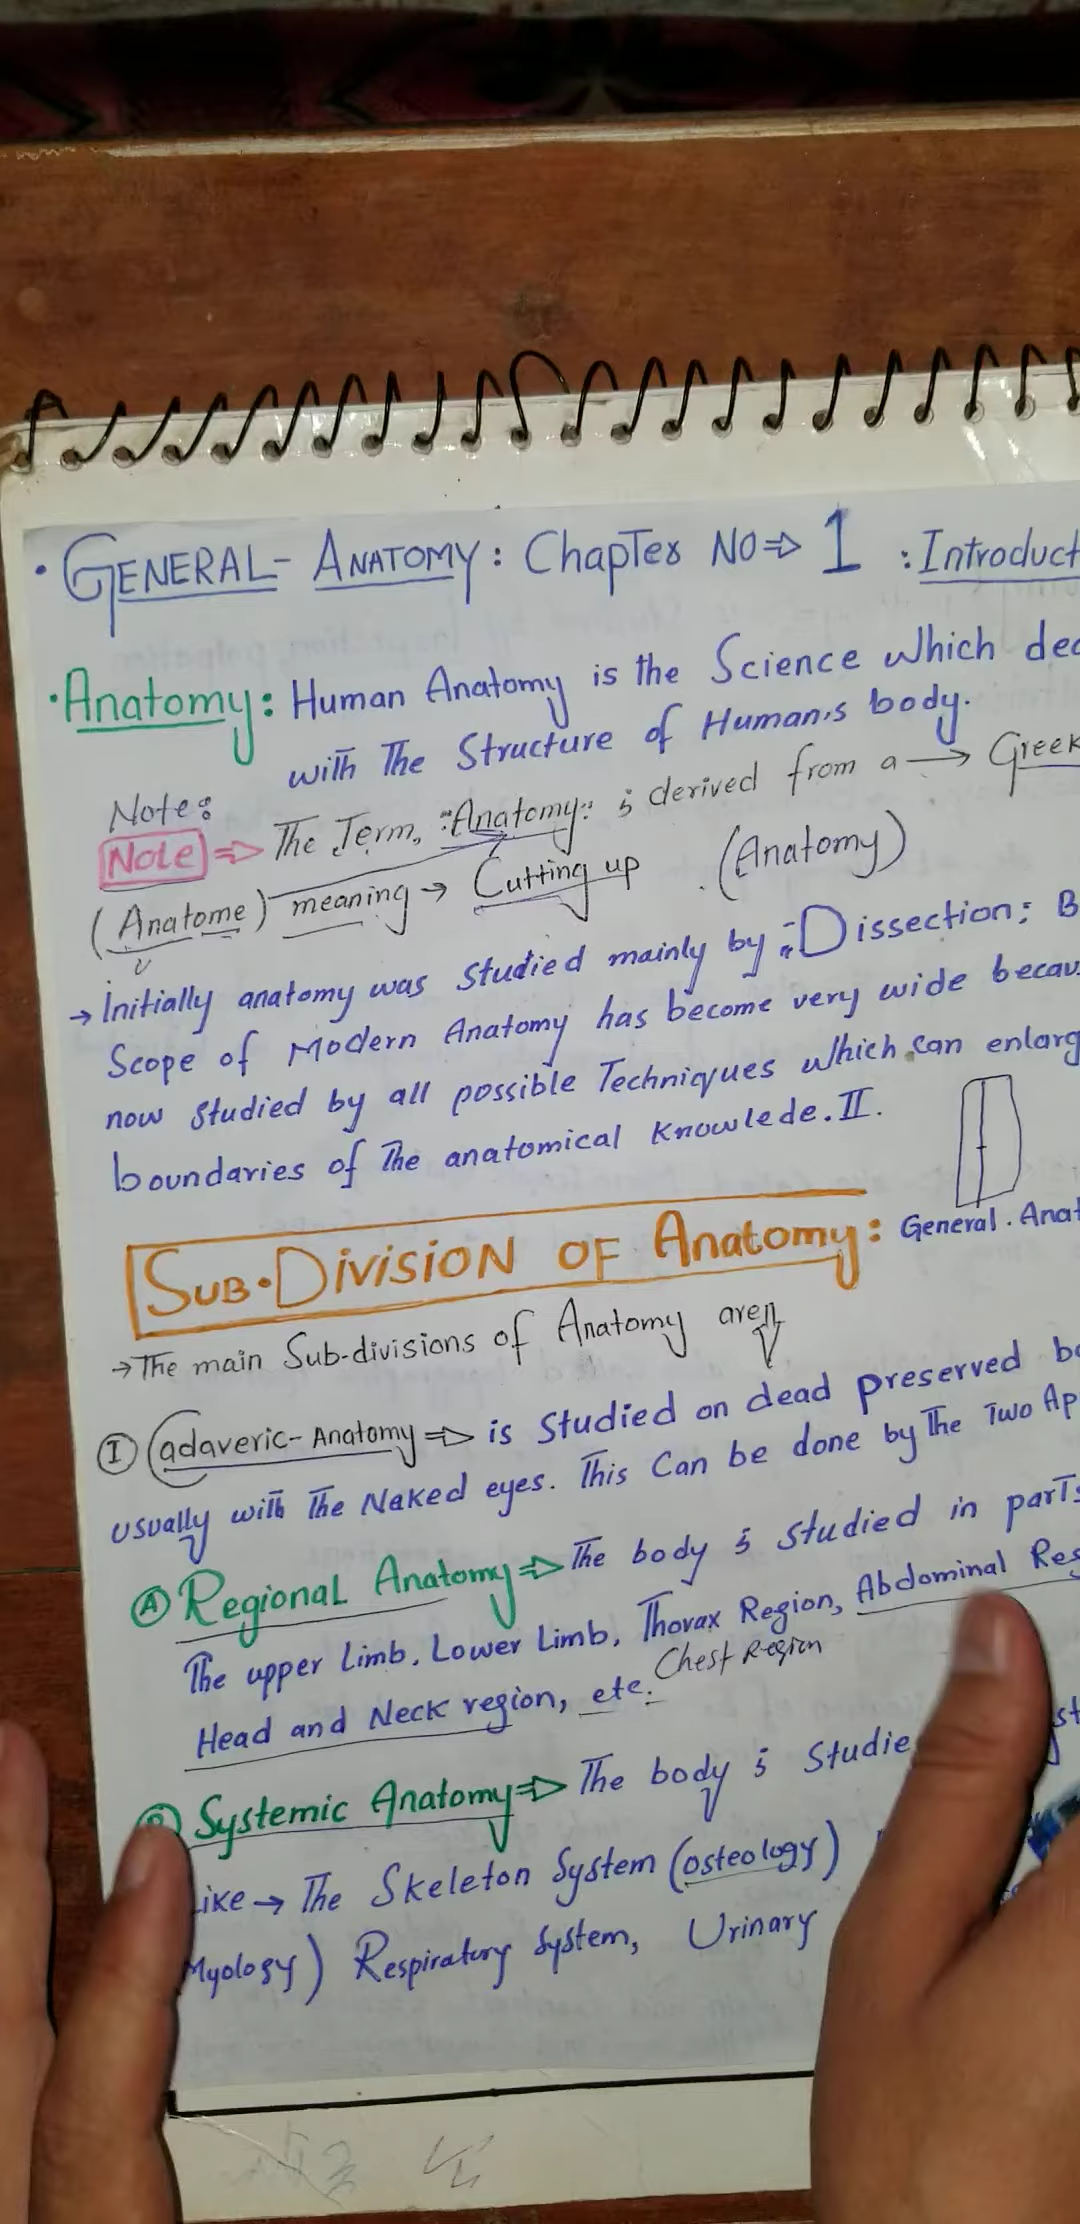 • GENERAL- ANATOMY: Chapter NO⇒ 1 : Introduct
• Anatomy: Human Anatomy is the Science which dea
with The Structure of Human's body.
Note:
Note ⇒ The Term, "Anatomy" is derived from a → Greek
(Anatome) meaning → Cutting up (Anatomy)
→ Initially anatomy was studied mainly by "Dissection; B
Scope of Modern Anatomy has become very wide becau
now studied by all possible Techniques which can enlarg
boundaries of The anatomical Knowlede. II.
SUB•DIVISION OF Anatomy: General. Anat
→ The main Sub-divisions of Anatomy are
I Cadaveric- Anatomy ⇒ is Studied on dead preserved bo
usually with The Naked eyes. This Can be done by The Two Ap
A Regional Anatomy ⇒ The body is studied in parts
The upper Limb, Lower Limb, Thorax Region, Abdominal Reg
Chest Region
Head and Neck region, etc.
Systemic Anatomy ⇒ The body is Studie st
Like → The Skeleton System (osteology)
Myology) Respiratory System, Urinary